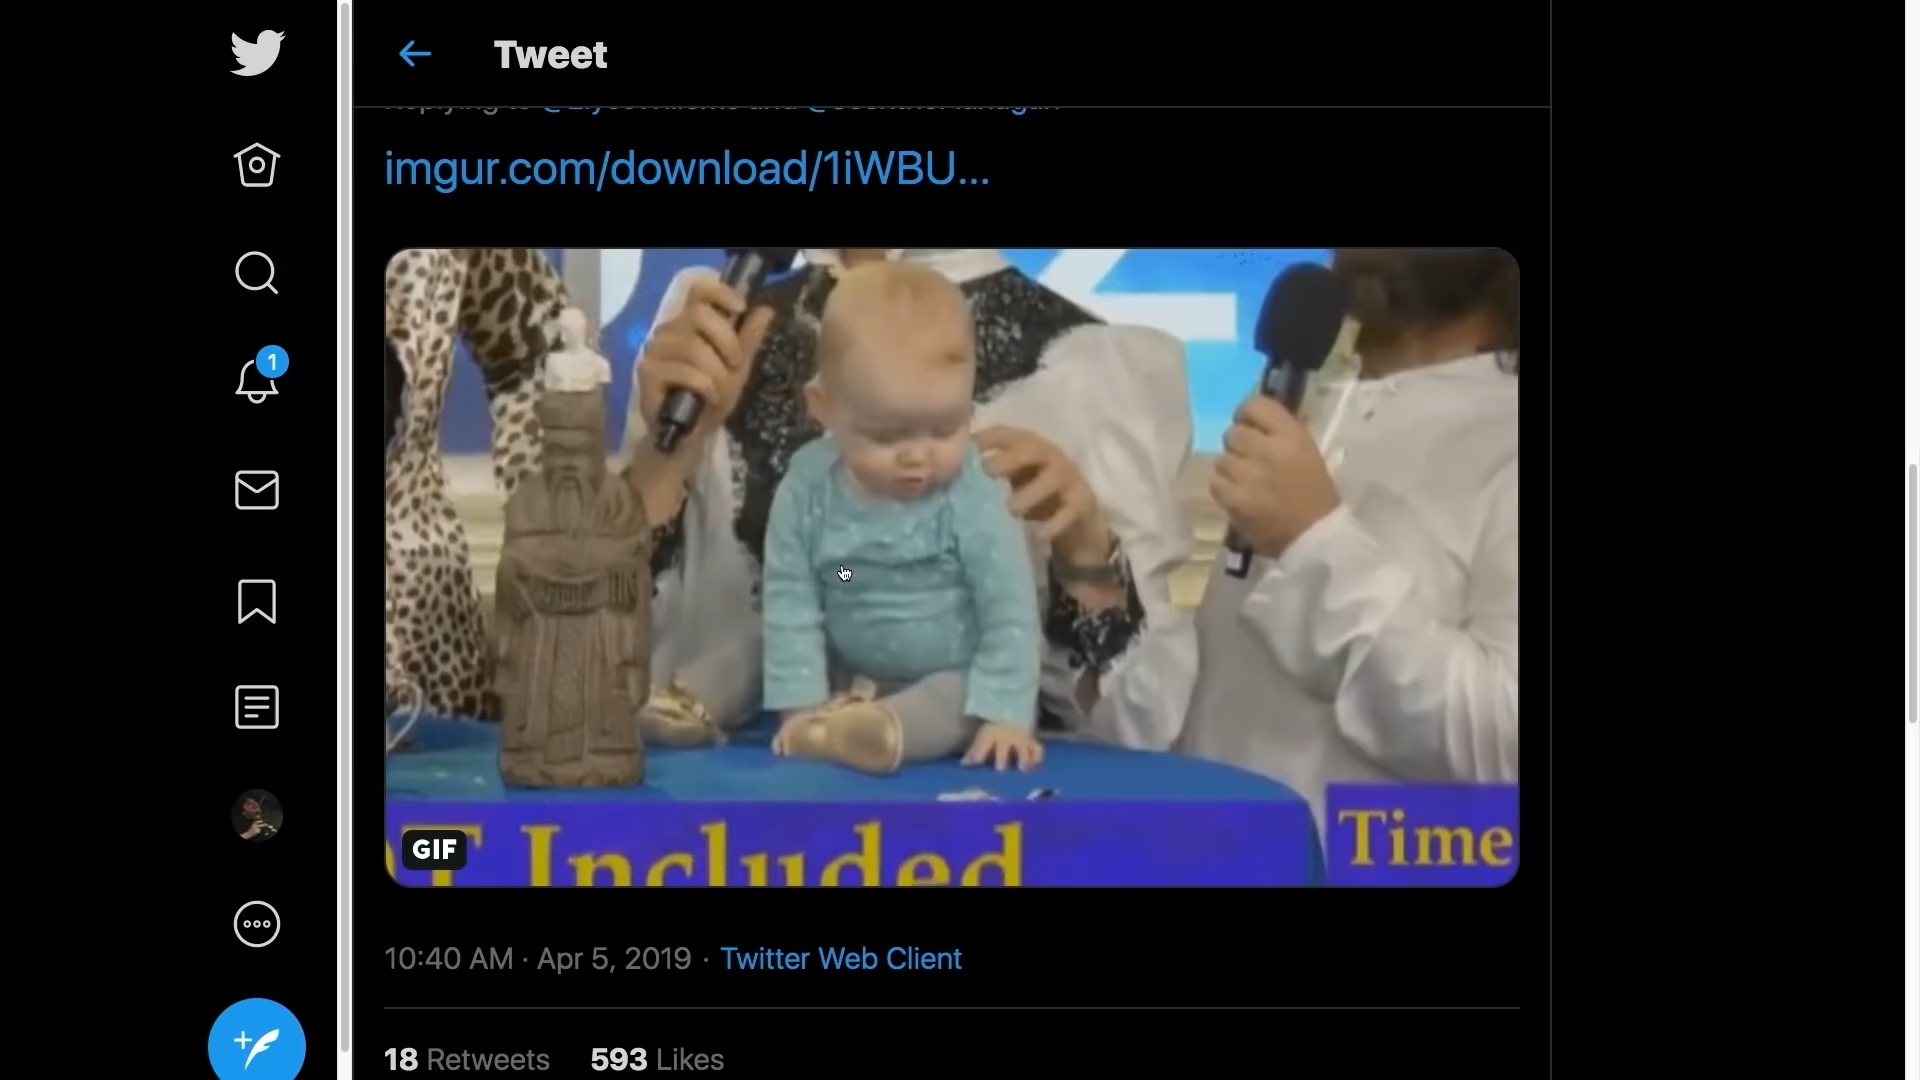 Tweet
imgur.com/download/1iWBU...
1
T Included
Time
GIF
10:40 AM · Apr 5, 2019 · Twitter Web Client
18 Retweets 593 Likes